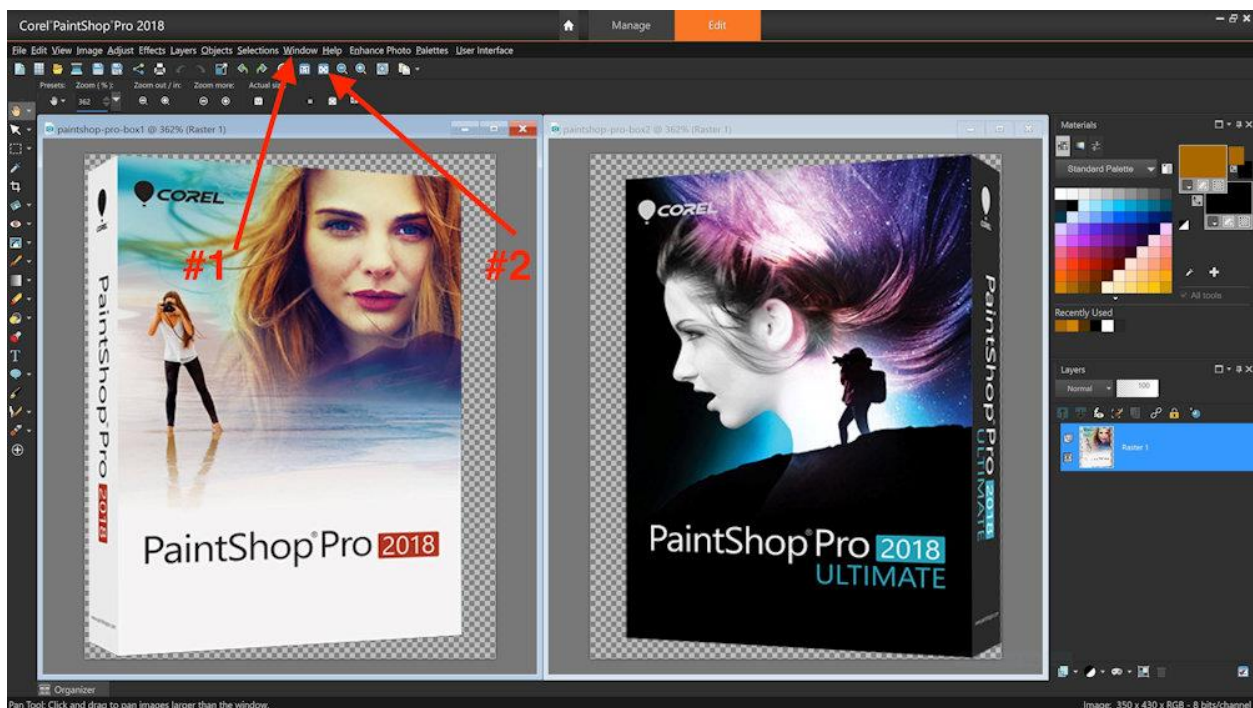 Corel®PaintShop®Pro 2018
Manage
Edit
File Edit View Image Adjust Effects Layers Objects Selections Window Help Enhance Photo Palettes User Interface
Presets: Zoom (%): Zoom out / in: Zoom more: Actual size:
362
paintshop-pro-box1 @ 362% (Raster 1)
paintshop-pro-box2 @ 362% (Raster 1)
#1
#2
COREL
PaintShop Pro 2018
PaintShop®Pro 2018
COREL
PaintShop®Pro 2018
ULTIMATE
PaintShop Pro 2018
ULTIMATE
Materials
Standard Palette
All tools
Recently Used
Layers
Normal
100
Raster 1
Organizer
Pan Tool: Click and drag to pan images larger than the window.
Image: 350 x 430 x RGB - 8 bits/channel